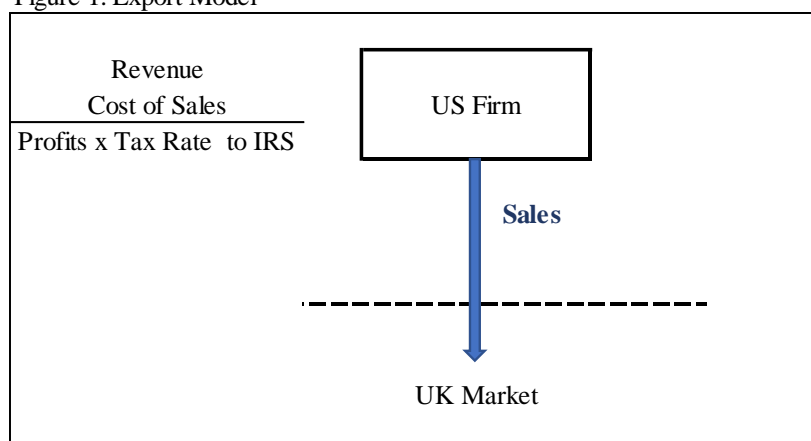 Figure 1. Export Model
Revenue
Cost of Sales
Profits x Tax Rate to IRS
US Firm
Sales
UK Market